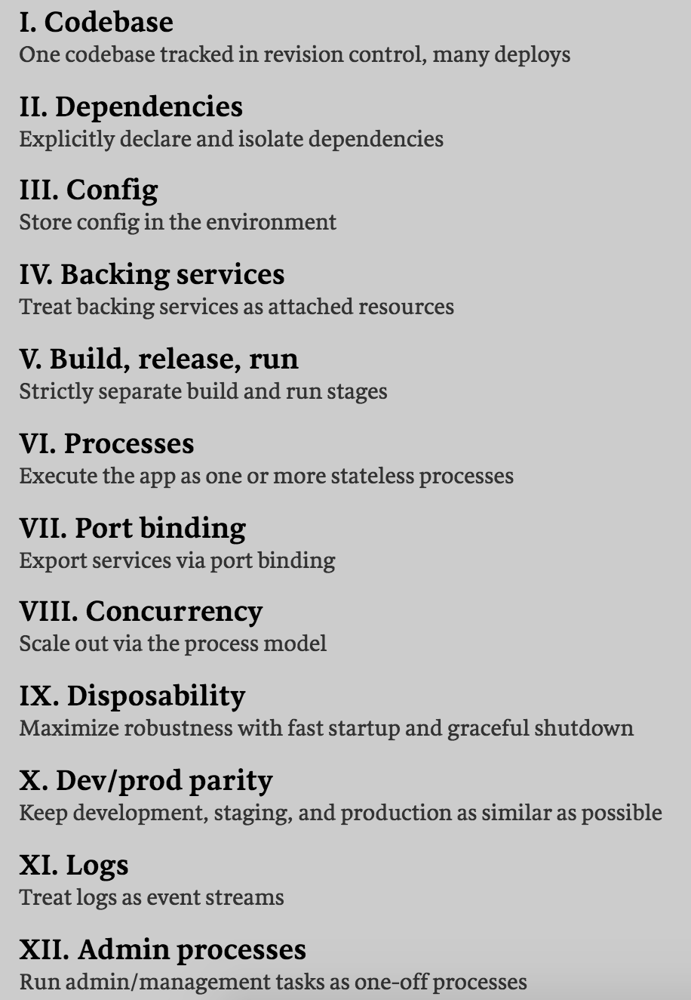 I. Codebase
One codebase tracked in revision control, many deploys
II. Dependencies
Explicitly declare and isolate dependencies
III. Config
Store config in the environment
IV. Backing services
Treat backing services as attached resources
V. Build, release, run
Strictly separate build and run stages
VI. Processes
Execute the app as one or more stateless processes
VII. Port binding
Export services via port binding
VIII. Concurrency
Scale out via the process model
IX. Disposability
Maximize robustness with fast startup and graceful shutdown
X. Dev/prod parity
Keep development, staging, and production as similar as possible
XI. Logs
Treat logs as event streams
XII. Admin processes
Run admin/management tasks as one-off processes